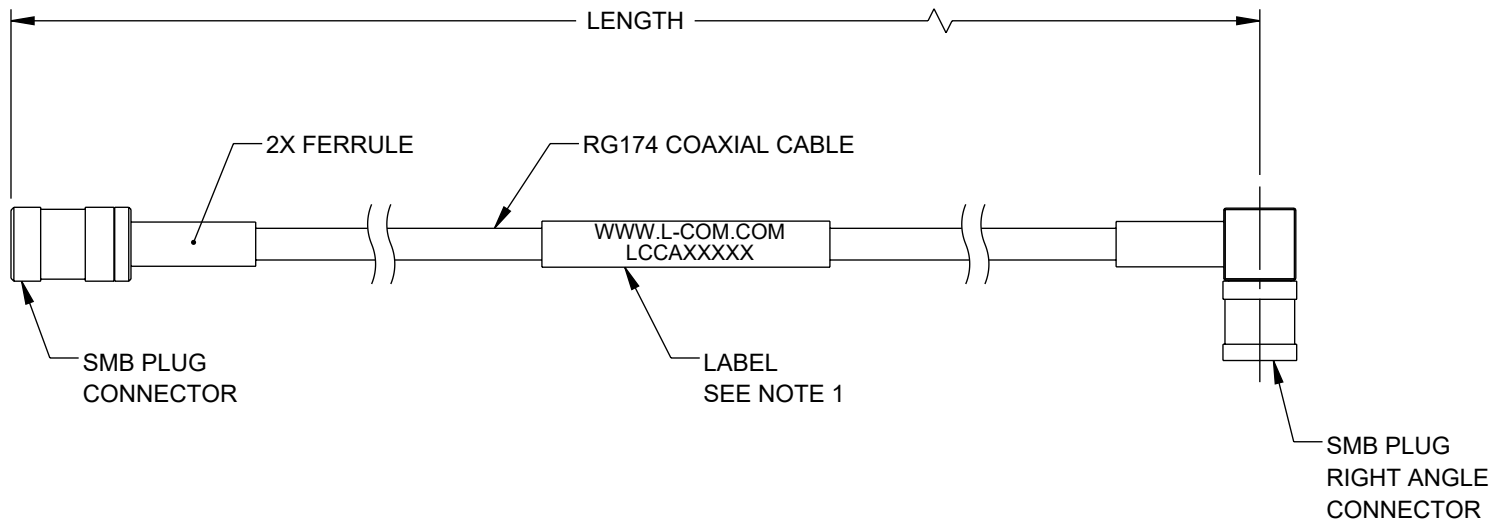 LENGTH
2X FERRULE
RG174 COAXIAL CABLE
WWW.L-COM.COM
LCCAXXXXX
SMB PLUG
CONNECTOR
LABEL
SEE NOTE 1
SMB PLUG
RIGHT ANGLE
CONNECTOR